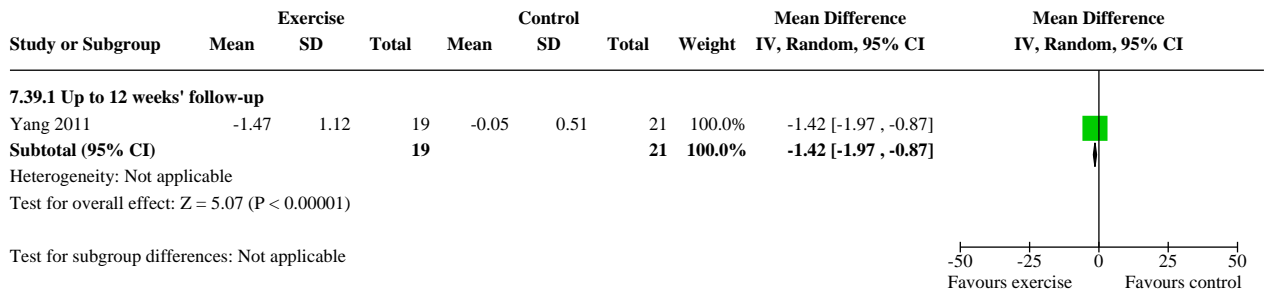 Exercise Control Mean Difference Mean Difference
Study or Subgroup Mean SD Total Mean SD Total Weight IV, Random, 95% CI IV, Random, 95% CI
7.39.1 Up to 12 weeks' follow-up
Yang 2011 -1.47 1.12 19 -0.05 0.51 21 100.0% -1.42 [-1.97 , -0.87]
Subtotal (95% CI) 19 21 100.0% -1.42 [-1.97 , -0.87]
Heterogeneity: Not applicable
Test for overall effect: Z = 5.07 (P < 0.00001)
Test for subgroup differences: Not applicable
-50 -25 0 25 50
Favours exercise Favours control